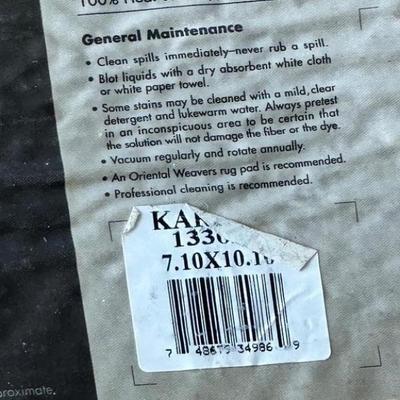 General Maintenance
• Clean spills immediately–never rub a spill.
• Blot liquids with a dry absorbent white cloth
or white paper towel.
• Some stains may be cleaned with a mild, clear
detergent and lukewarm water. Always pretest
in an inconspicuous area to be certain that
the solution will not damage the fiber or the dye.
• Vacuum regularly and rotate annually.
• An Oriental Weavers rug pad is recommended.
• Professional cleaning is recommended.
7.10X10.10
7 48679 34986 9
proximate.